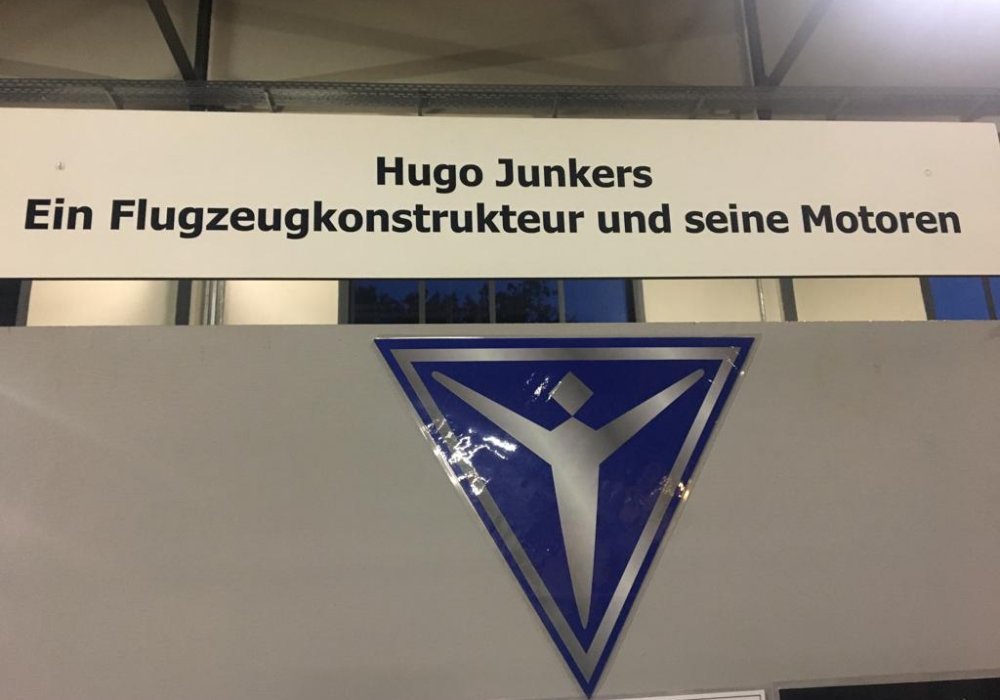 Hugo Junkers
Ein Flugzeugkonstrukteur und seine Motoren